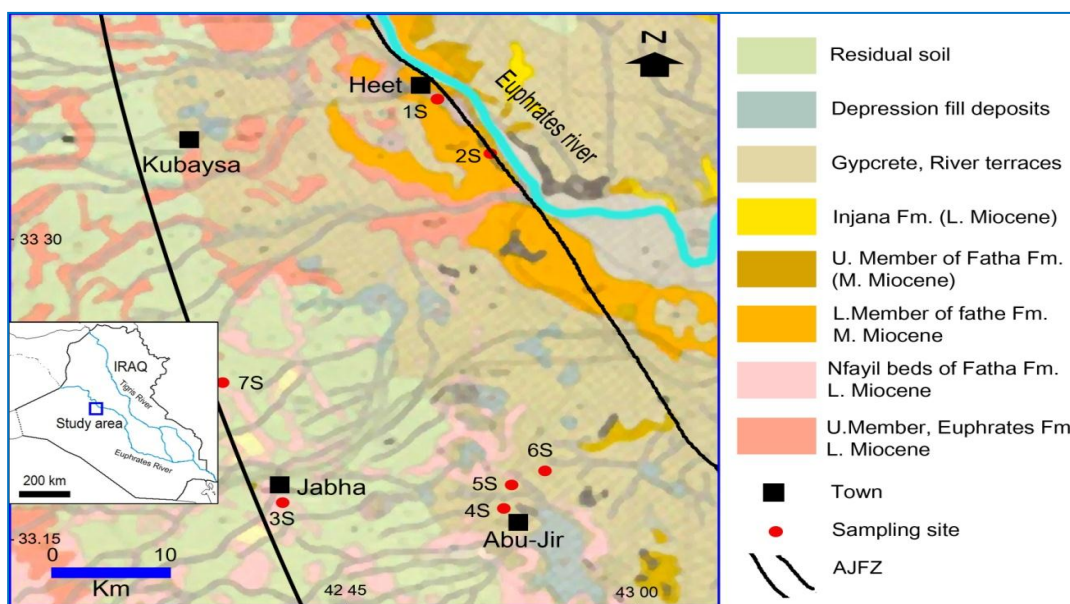 Heet
1S
Kubaysa
2S
Euphrates river
N
33 30
IRAQ
Tigris River
Study area
Euphrates River
200 km
7S
Jabha
3S
6S
5S
4S
Abu-Jir
33.15
0 10
Km
42 45
43 00
Residual soil
Depression fill deposits
Gypcrete, River terraces
Injana Fm. (L. Miocene)
U. Member of Fatha Fm.
(M. Miocene)
L.Member of fathe Fm.
M. Miocene
Nfayil beds of Fatha Fm.
L. Miocene
U.Member, Euphrates Fm
L. Miocene
Town
Sampling site
AJFZ